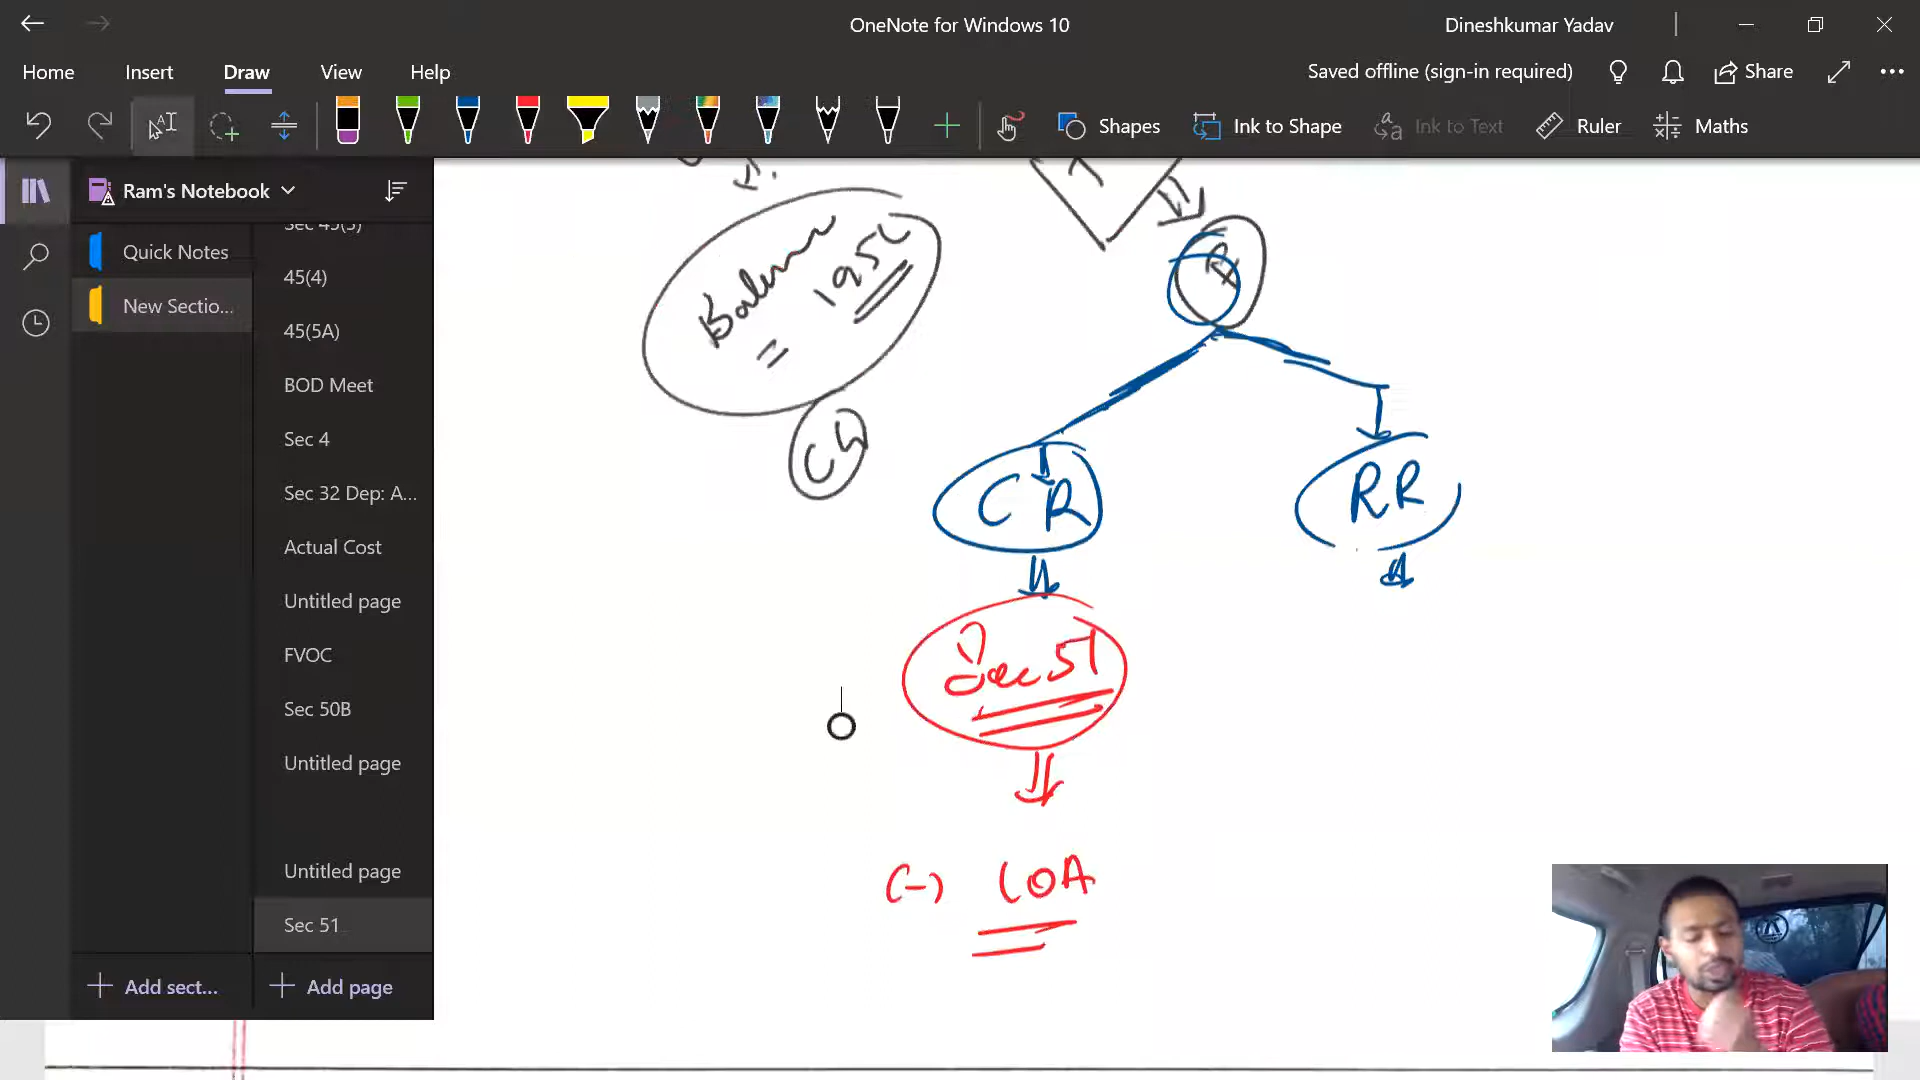 OneNote for Windows 10
Dineshkumar Yadav
Home
Insert
Draw
View
Help
Saved offline (sign-in required)
Share
Shapes
Ink to Shape
Ink to Text
Ruler
Maths
Ram's Notebook
Quick Notes
New Sectio...
Sec 45(5)
45(4)
45(5A)
BOD Meet
Sec 4
Sec 32 Dep: A...
Actual Cost
Untitled page
FVOC
Sec 50B
Untitled page
Untitled page
Sec 51
Add sect...
Add page
B
CR
RR
Sec 51
(-) COA